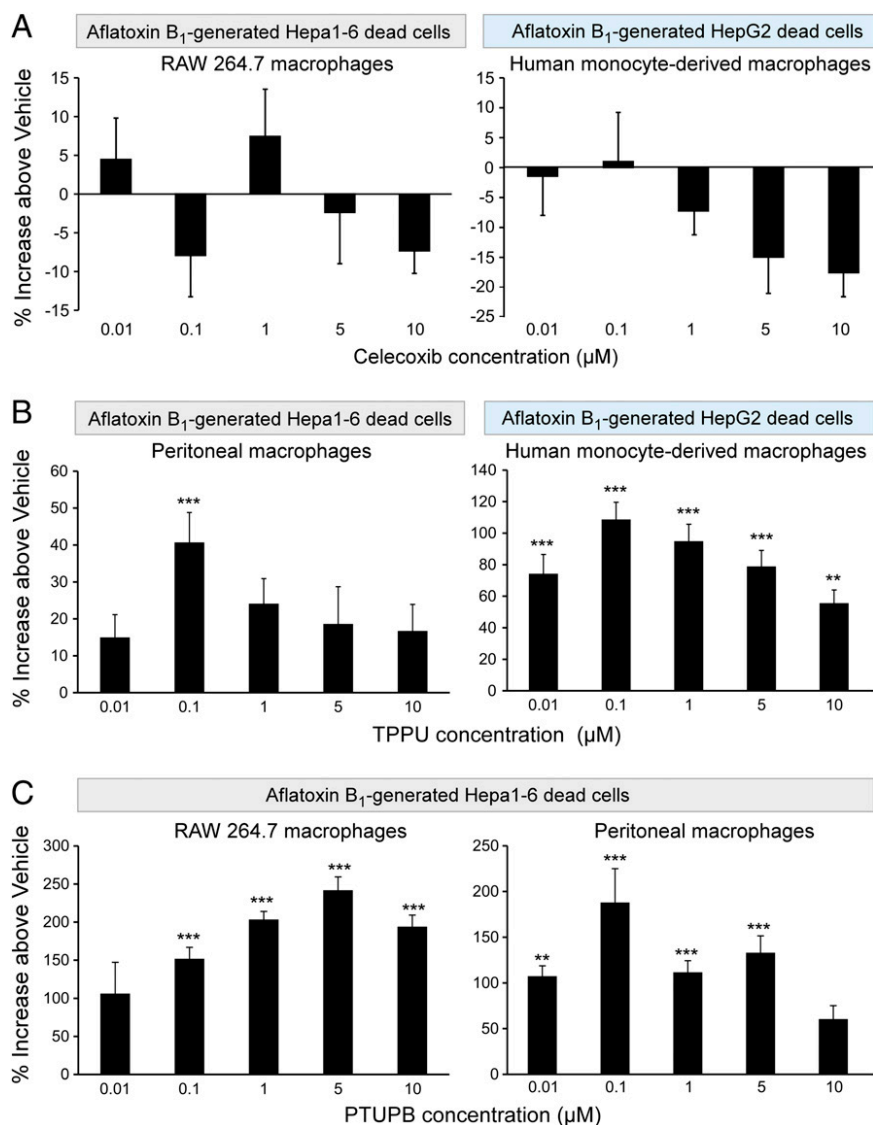 A
Aflatoxin B₁-generated Hepa1-6 dead cells
Aflatoxin B₁-generated HepG2 dead cells
RAW 264.7 macrophages
Human monocyte-derived macrophages
% Increase above Vehicle
15
10
5
0
-5
-10
-15
0.01 0.1 1 5 10
15
10
5
0
-5
-10
-15
-20
-25
0.01 0.1 1 5 10
Celecoxib concentration (µM)
B
Aflatoxin B₁-generated Hepa1-6 dead cells
Aflatoxin B₁-generated HepG2 dead cells
Peritoneal macrophages
Human monocyte-derived macrophages
% Increase above Vehicle
60
50
40
30
20
10
0
***
0.01 0.1 1 5 10
140
120
100
80
60
40
20
0
*** *** *** *** **
0.01 0.1 1 5 10
TPPU concentration (µM)
C
Aflatoxin B₁-generated Hepa1-6 dead cells
RAW 264.7 macrophages
Peritoneal macrophages
% Increase above Vehicle
300
250
200
150
100
50
0
*** *** *** ***
0.01 0.1 1 5 10
250
200
150
100
50
0
** *** *** ***
0.01 0.1 1 5 10
PTUPB concentration (µM)